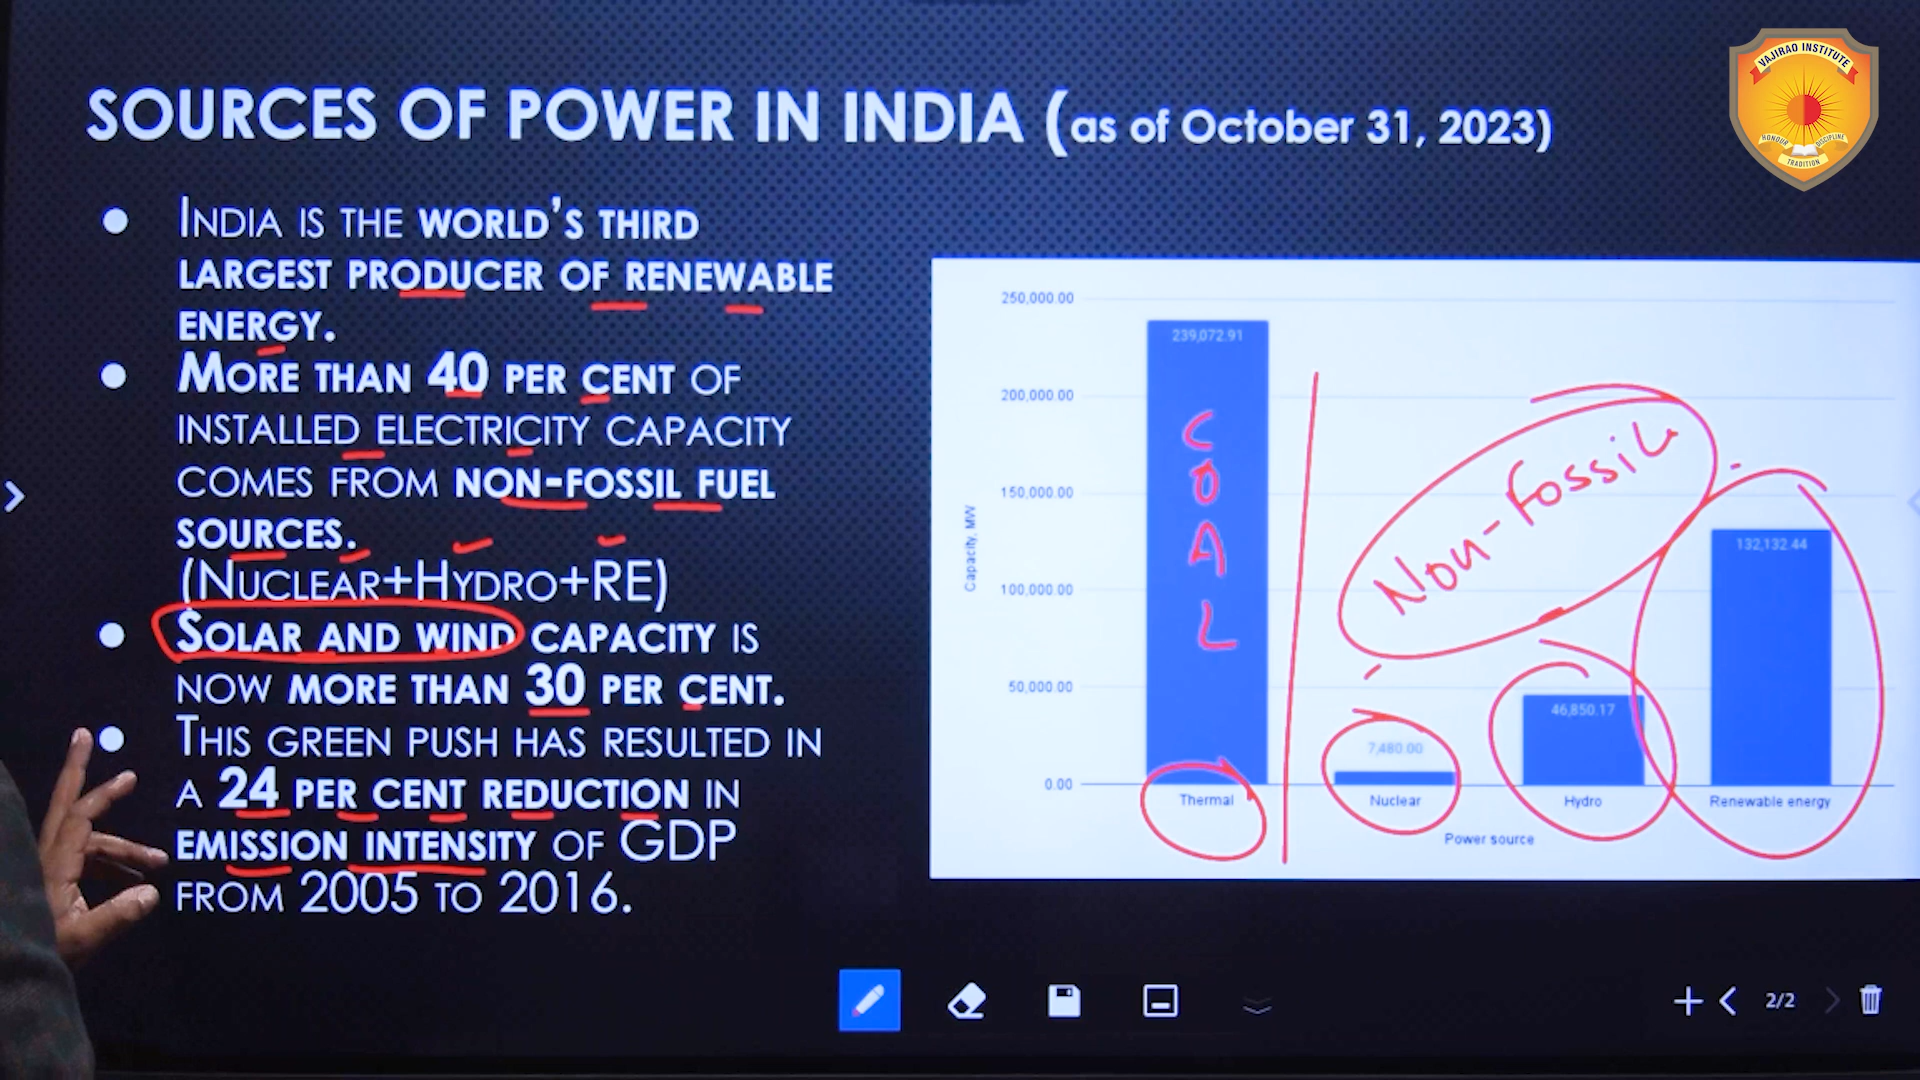 VAJIRAO INSTITUTE
HONOUR
DISCIPLINE
TRADITION
SOURCES OF POWER IN INDIA (as of October 31, 2023)
INDIA IS THE WORLD'S THIRD
LARGEST PRODUCER OF RENEWABLE
ENERGY.
MORE THAN 40 PER CENT OF
INSTALLED ELECTRICITY CAPACITY
COMES FROM NON-FOSSIL FUEL
SOURCES.
(NUCLEAR+HYDRO+RE)
SOLAR AND WIND CAPACITY IS
NOW MORE THAN 30 PER CENT.
THIS GREEN PUSH HAS RESULTED IN
A 24 PER CENT REDUCTION IN
EMISSION INTENSITY OF GDP
FROM 2005 TO 2016.
Capacity, MW
250,000.00
200,000.00
150,000.00
100,000.00
50,000.00
0.00
239,072.91
COAL
Non-Fossil
7,480.00
46,850.17
132,132.44
Thermal
Nuclear
Hydro
Renewable energy
Power source
2/2